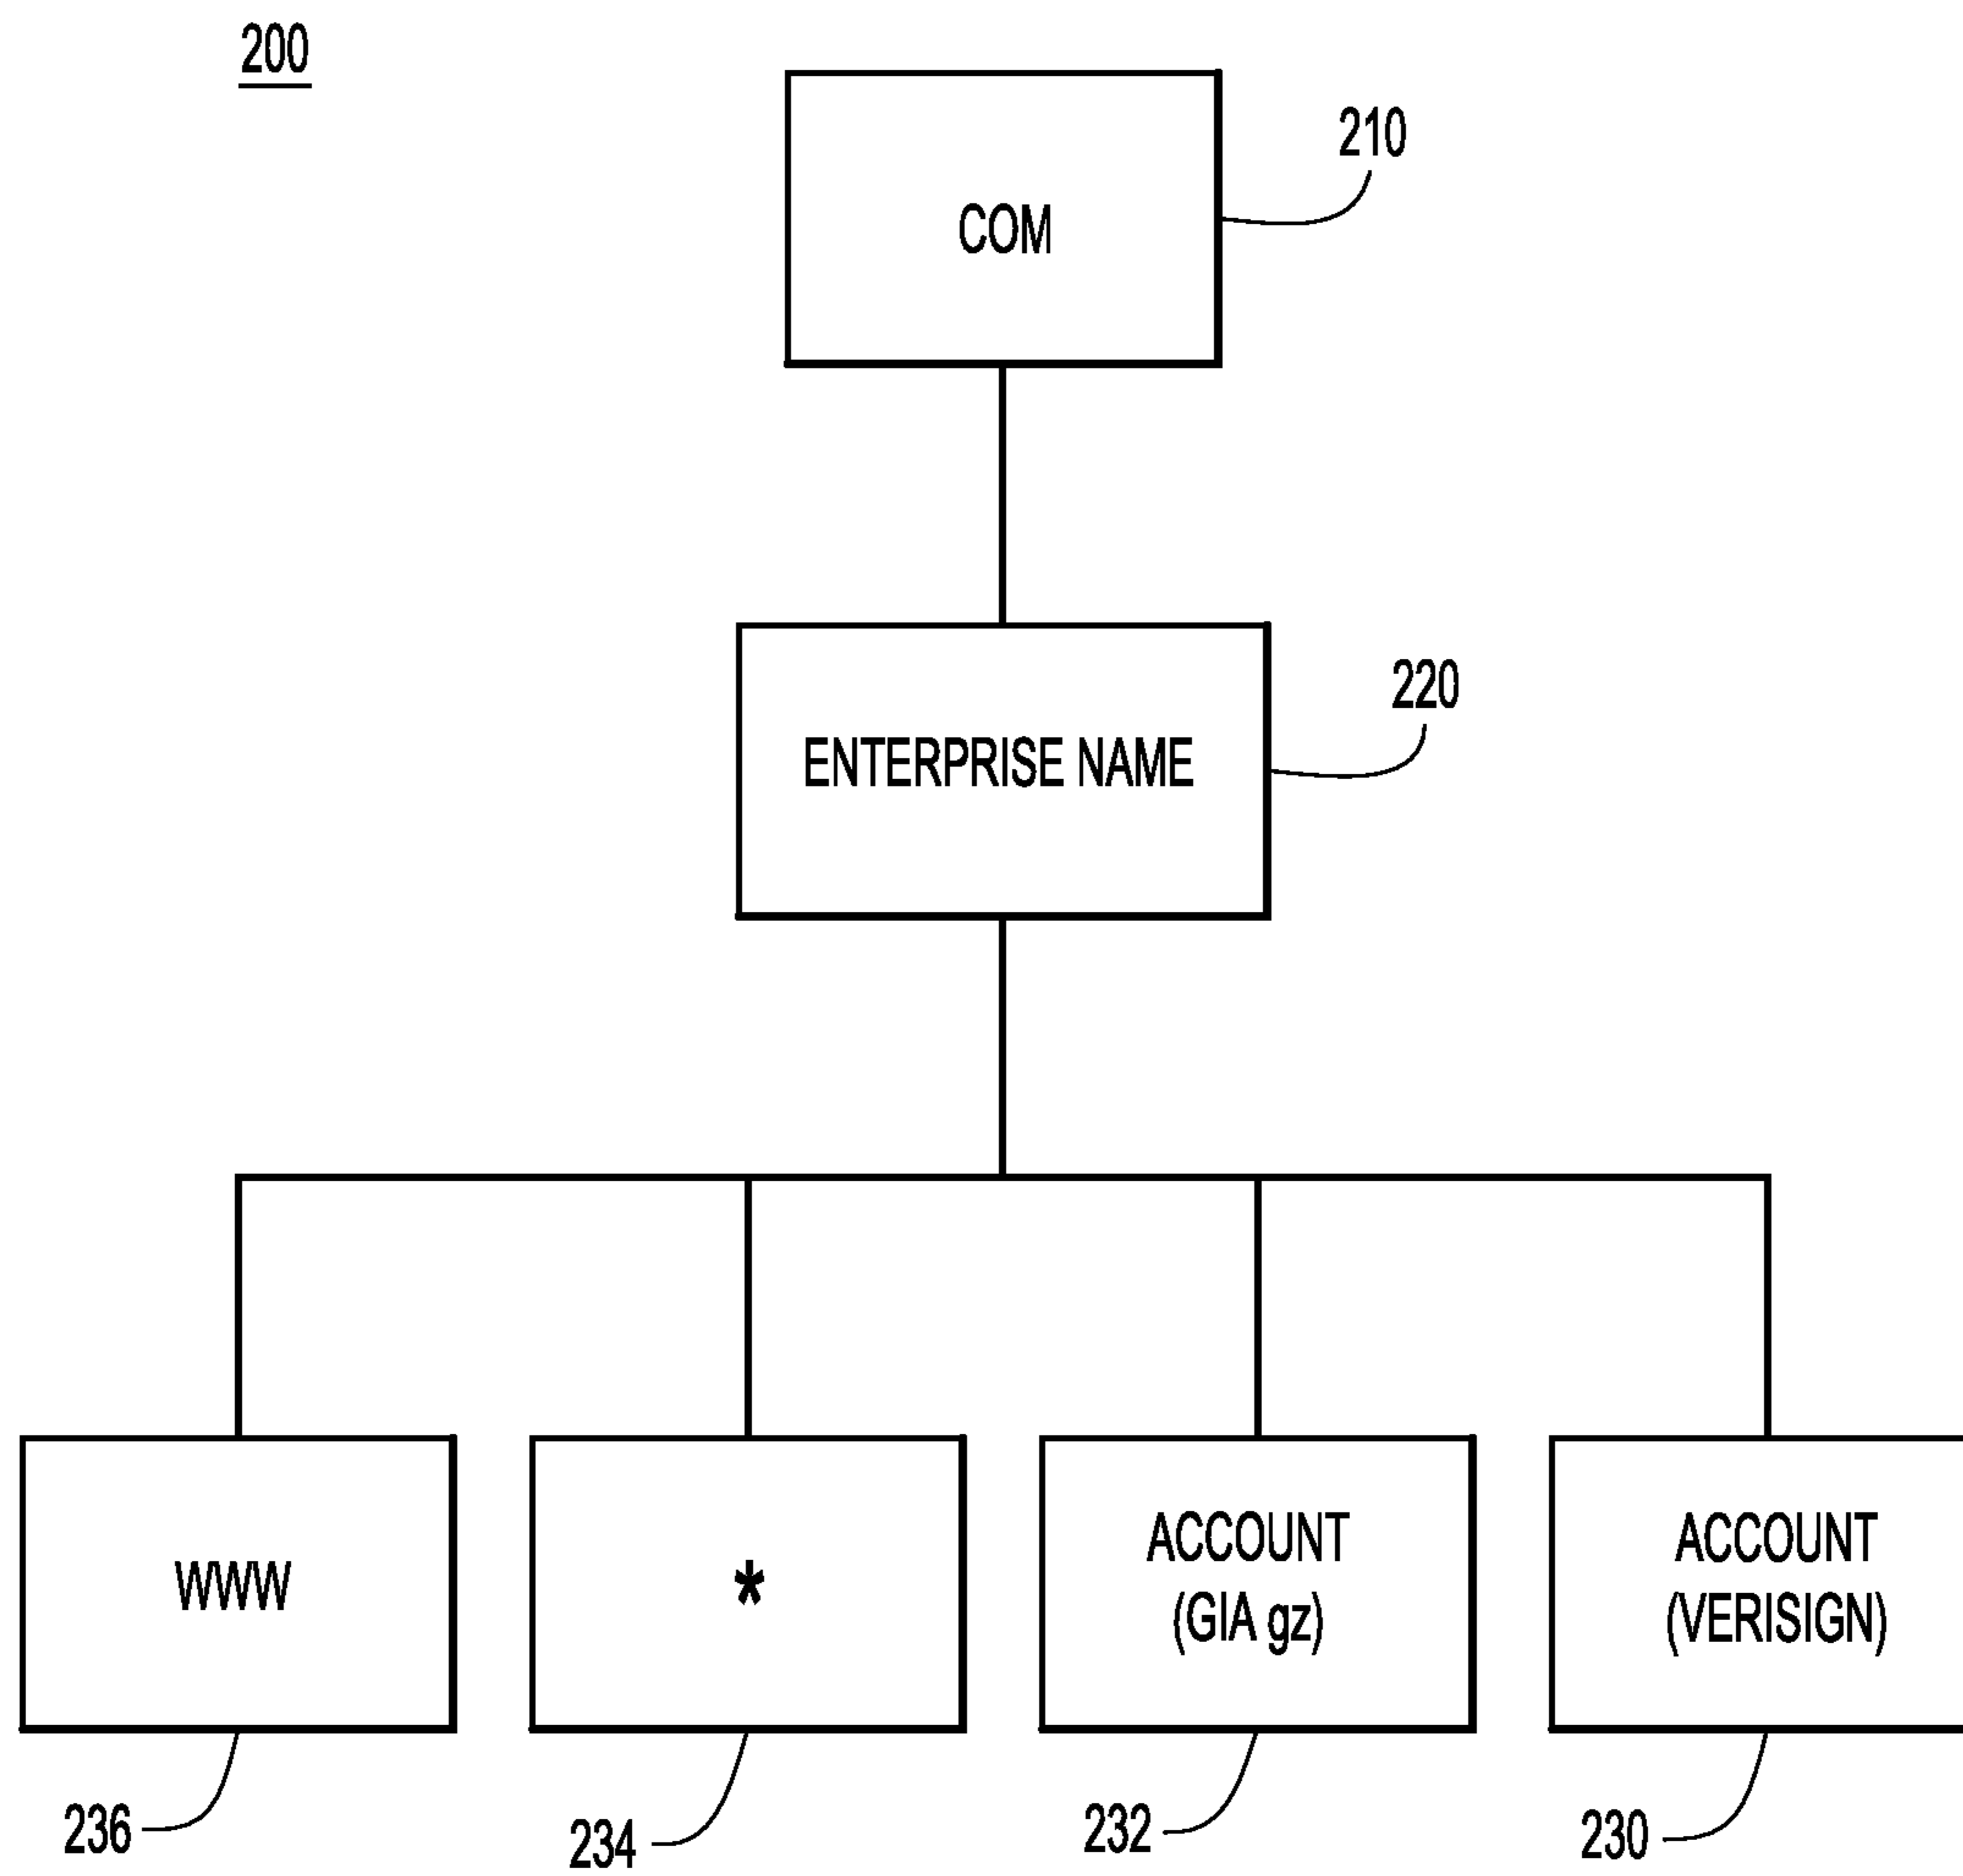 200
210
COM
220
ENTERPRISE NAME
WWW
*
ACCOUNT
(GIA gz)
ACCOUNT
(VERISIGN)
236
234
232
230